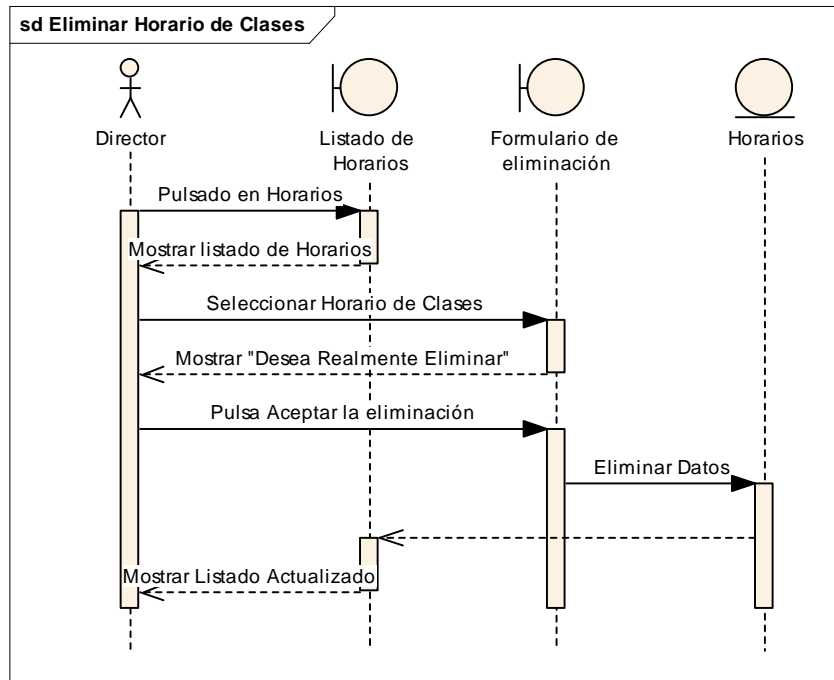 sd Eliminar Horario de Clases
Director
Listado de
Horarios
Formulario de
eliminación
Horarios
Pulsado en Horarios
Mostrar listado de Horarios
Seleccionar Horario de Clases
Mostrar "Desea Realmente Eliminar"
Pulsa Aceptar la eliminación
Eliminar Datos
Mostrar Listado Actualizado